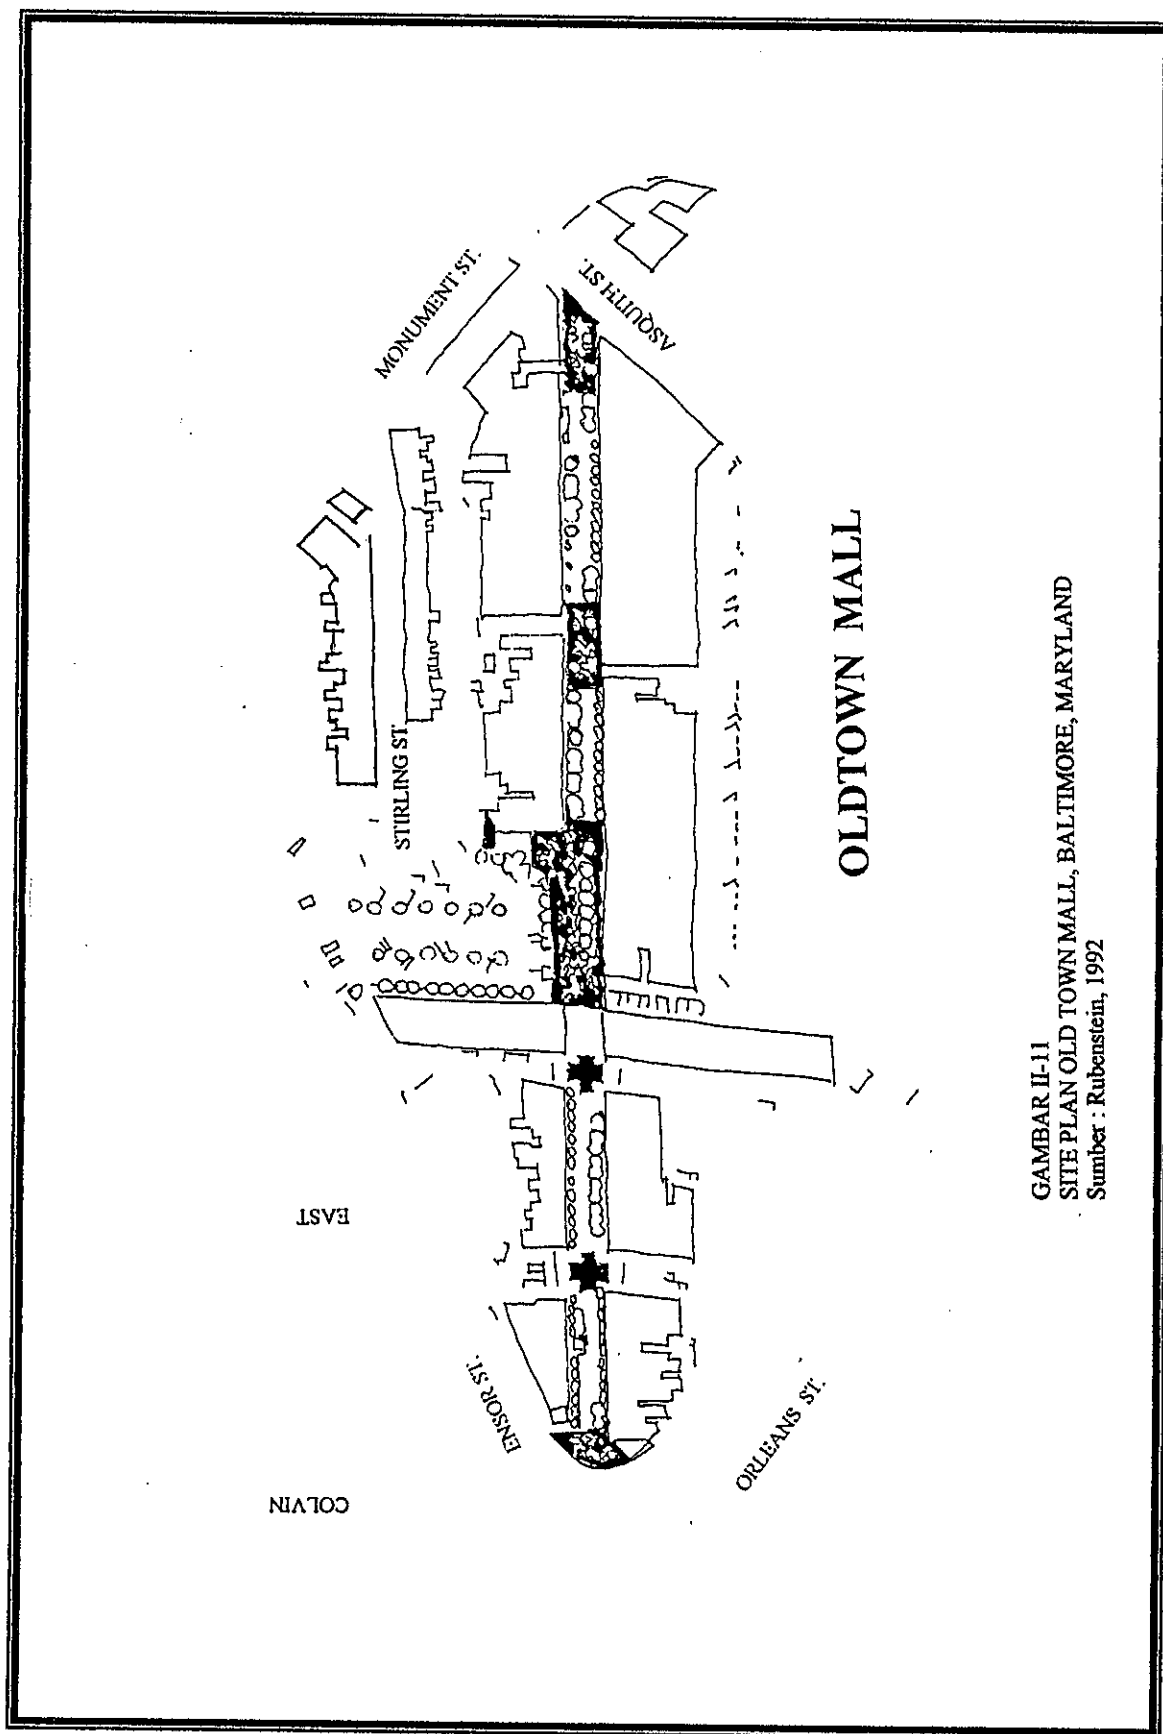 MONUMENT ST.
ASQUITH ST.
STIRLING ST.
EAST
ENSOR ST.
COLVIN
ORLEANS ST.
OLDTOWN MALL
GAMBAR II-11
SITE PLAN OLD TOWN MALL, BALTIMORE, MARYLAND
Sumber : Rubenstein, 1992